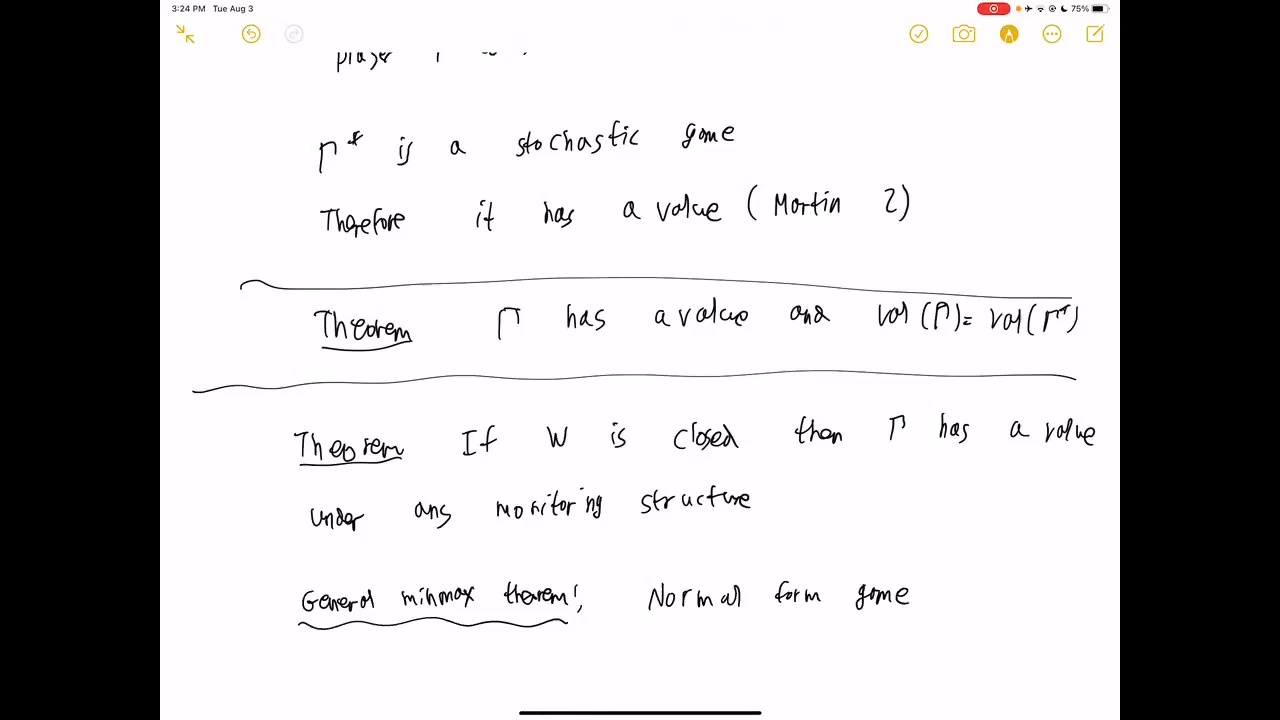 3:24 PM Tue Aug 3
75%
player
Γ* is a stochastic game
Therefore it has a value (Martin 2)
Theorem Γ has a value and val(Γ)= val(Γ*)
Theorem If W is closed then Γ has a value
under any monitoring structure
General minmax theorem: Normal form game